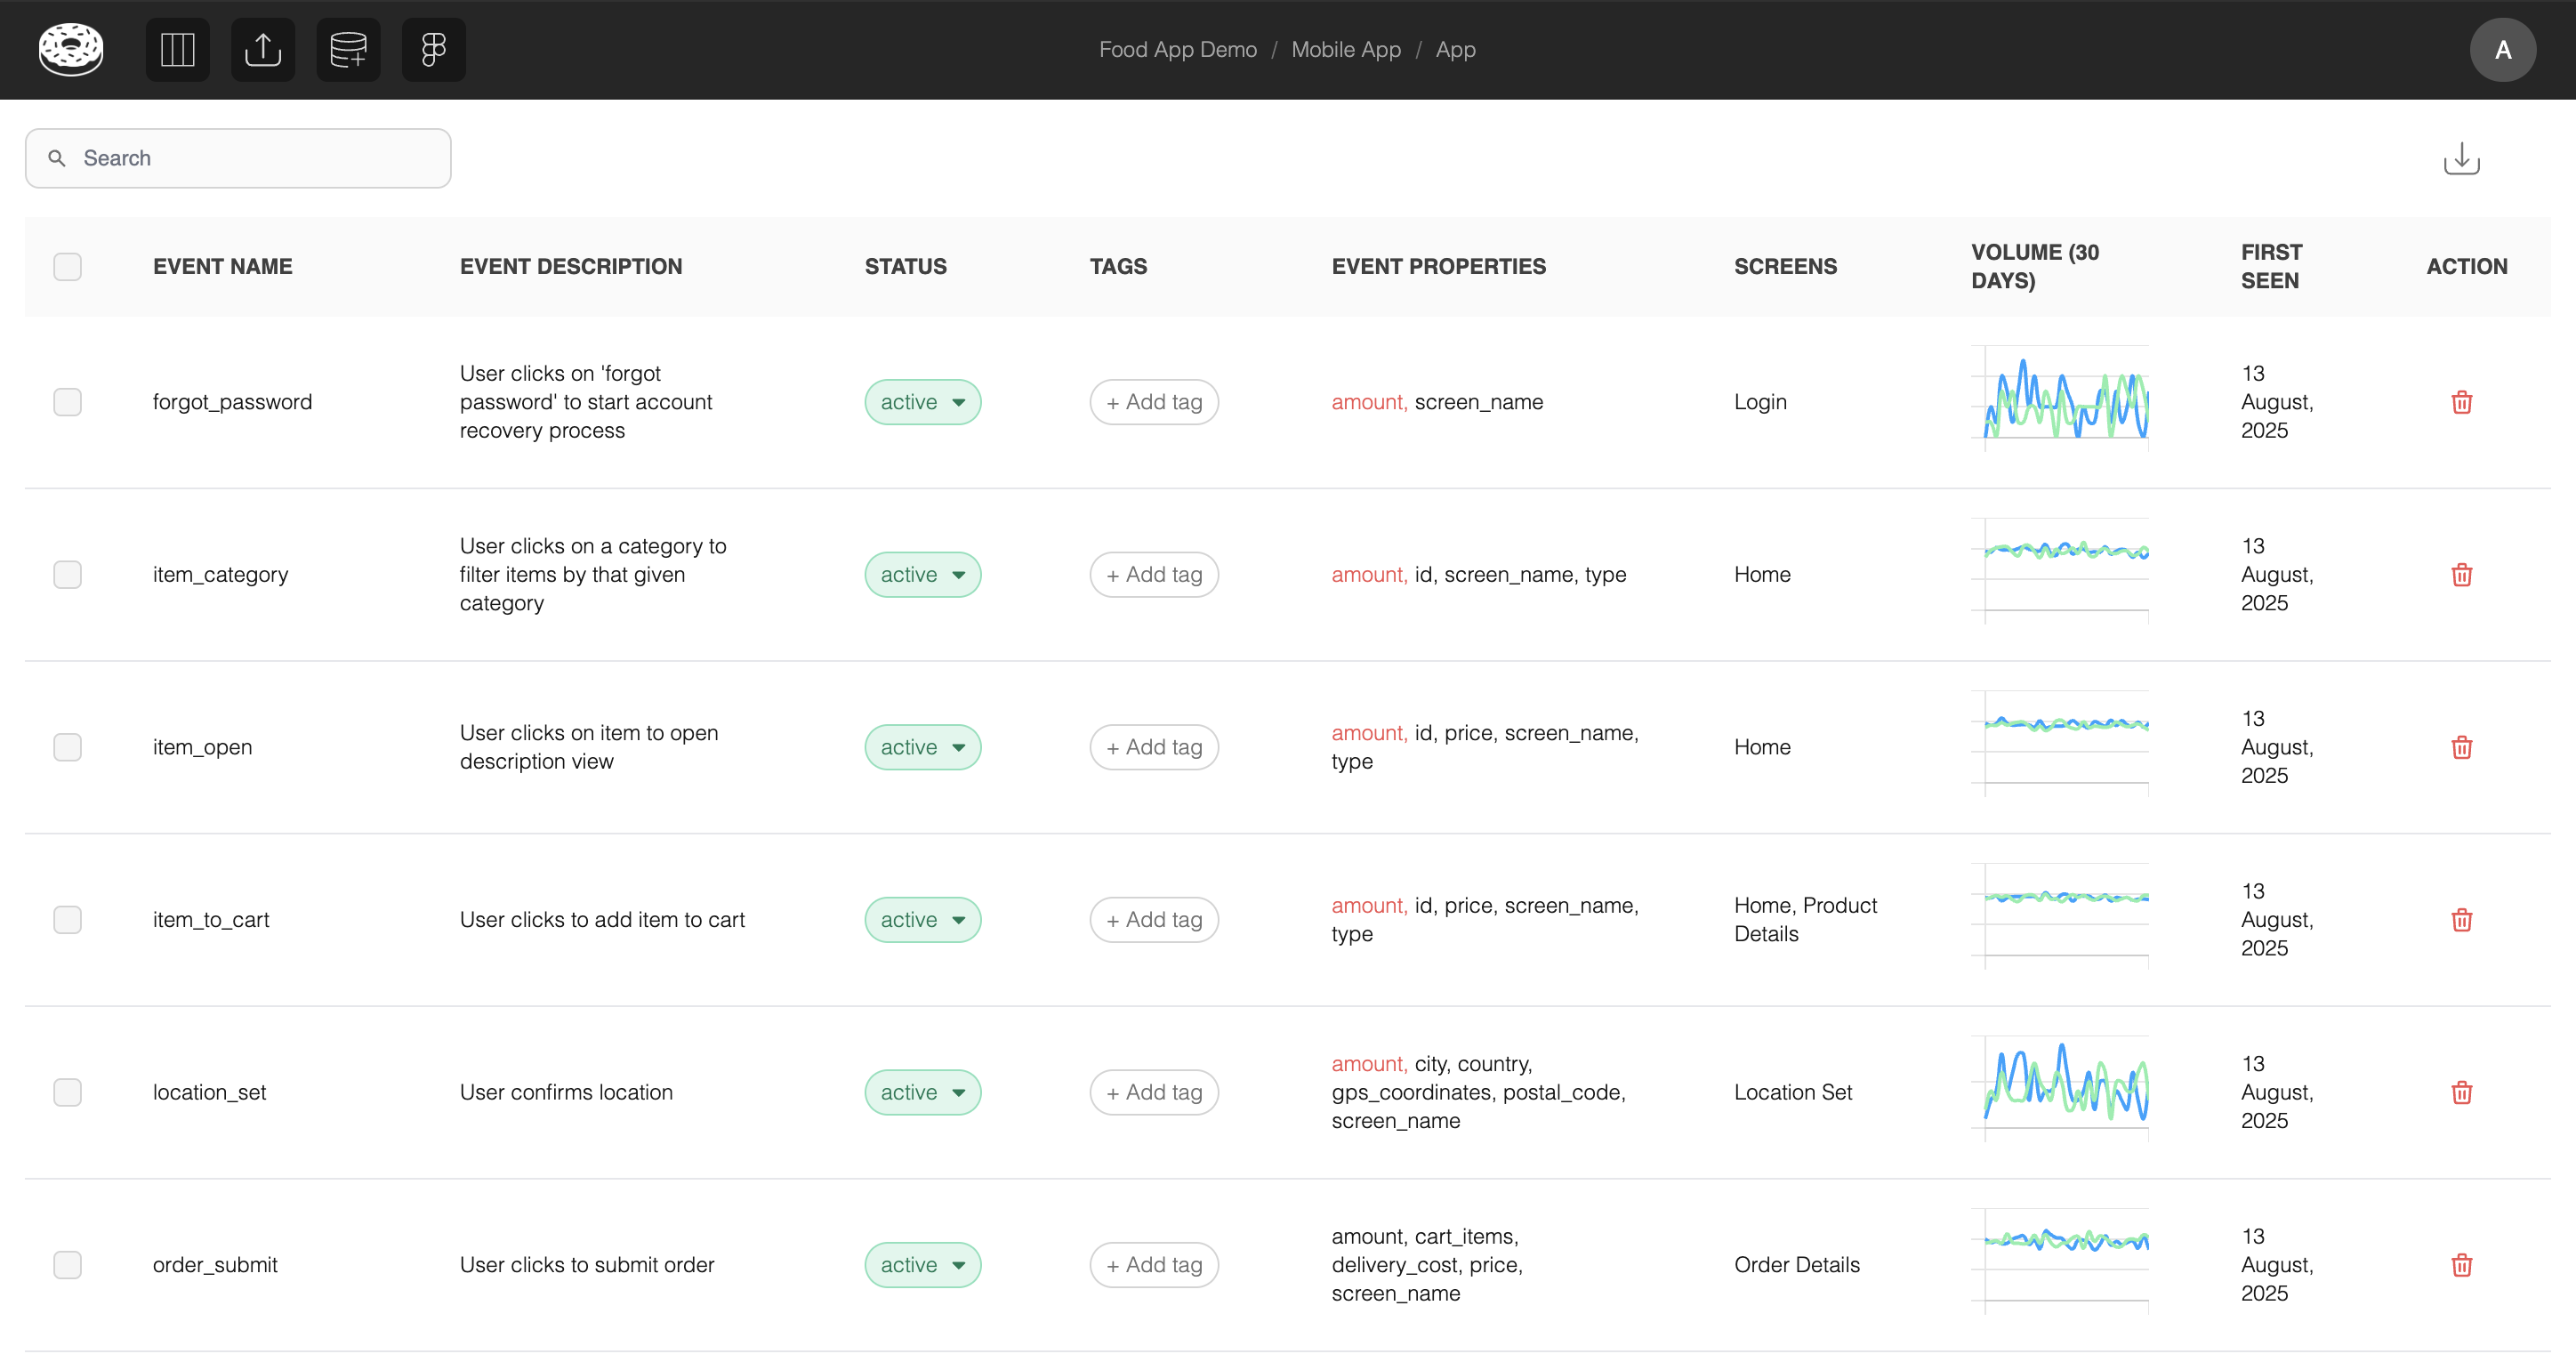 Food App Demo / Mobile App / App
A
Search
EVENT NAME
EVENT DESCRIPTION
STATUS
TAGS
EVENT PROPERTIES
SCREENS
VOLUME (30
DAYS)
FIRST
SEEN
ACTION
forgot_password
User clicks on 'forgot
password' to start account
recovery process
active
+ Add tag
amount, screen_name
Login
13
August,
2025
item_category
User clicks on a category to
filter items by that given
category
active
+ Add tag
amount, id, screen_name, type
Home
13
August,
2025
item_open
User clicks on item to open
description view
active
+ Add tag
amount, id, price, screen_name,
type
Home
13
August,
2025
item_to_cart
User clicks to add item to cart
active
+ Add tag
amount, id, price, screen_name,
type
Home, Product
Details
13
August,
2025
location_set
User confirms location
active
+ Add tag
amount, city, country,
gps_coordinates, postal_code,
screen_name
Location Set
13
August,
2025
order_submit
User clicks to submit order
active
+ Add tag
amount, cart_items,
delivery_cost, price,
screen_name
Order Details
13
August,
2025